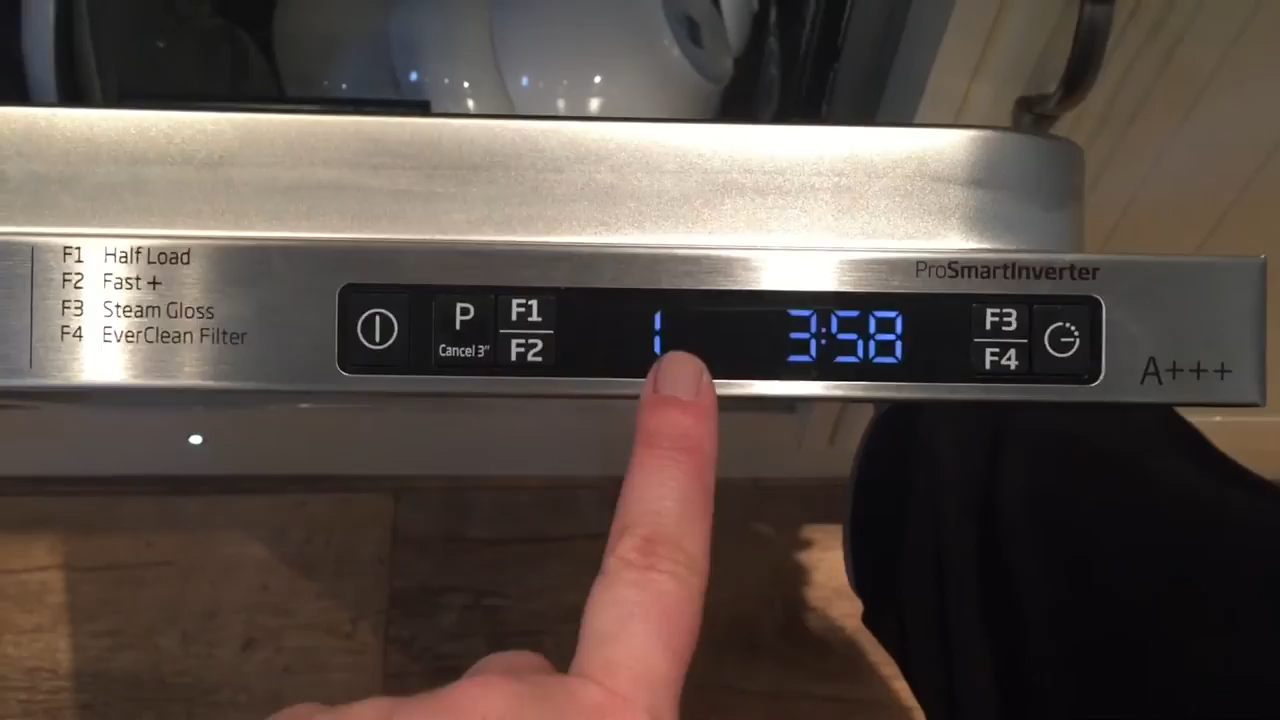 F1 Half Load
F2 Fast +
F3 Steam Gloss
F4 EverClean Filter
ProSmartInverter
P
Cancel 3"
F1
F2
1
3:58
F3
F4
A+++